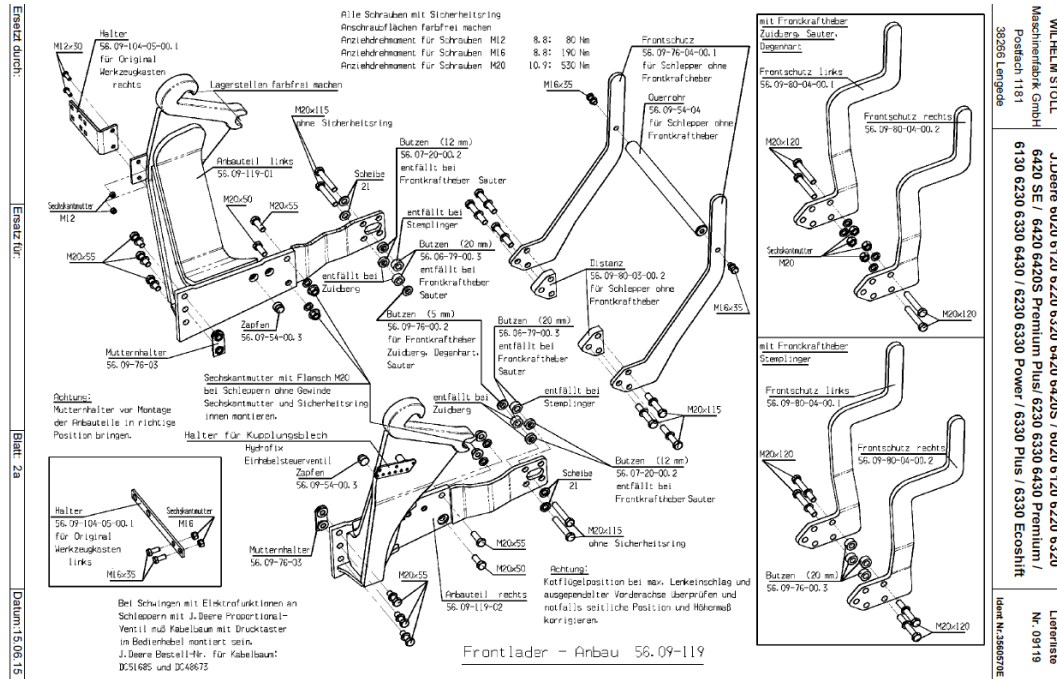 Ersetzt durch:
Ersatz für:
Blatt: 2a
Datum:15.06.15
Halter
56.09-104-05-00.1
für Original
Werkzeugkasten
rechts
M12x30
Lagerstellen farbfrei machen
Alle Schrauben mit Sicherheitsring
Anschraubflächen farbfrei machen
Anziehdrehmoment für Schrauben M12 8.8: 80 Nm
Anziehdrehmoment für Schrauben M16 8.8: 190 Nm
Anziehdrehmoment für Schrauben M20 10.9: 530 Nm
M20x115
ohne Sicherheitsring
Butzen (12 mm)
56.07-20-00.2
entfällt bei
Frontkraftheber Sauter
Scheibe
21
Anbauteil links
56.09-119-01
Sechskantmutter
M12
M20x50
M20x55
M20x55
entfällt bei
Stemplinger
Butzen (20 mm)
56.06-79-00.3
entfällt bei
Frontkraftheber
Sauter
entfällt bei
Zuidberg
Butzen (5 mm)
56.09-76-00.2
für Frontkraftheber
Zuidberg, Degenhart,
Sauter
Zapfen
56.09-54-00.3
Mutternhalter
56.09-76-03
Frontschutz
56.09-76-04-00.1
für Schlepper ohne
Frontkraftheber
M16x35
Querrohr
56.09-54-04
für Schlepper ohne
Frontkraftheber
Distanz
56.09-80-03-00.2
für Schlepper ohne
Frontkraftheber
M16x35
Butzen (20 mm)
56.06-79-00.3
entfällt bei
Frontkraftheber
Sauter
entfällt bei
Stemplinger
entfällt bei
Zuidberg
M20x115
Butzen (12 mm)
56.07-20-00.2
entfällt bei
Frontkraftheber Sauter
Scheibe
21
M20x115
ohne Sicherheitsring
Sechskantmutter mit Flansch M20
bei Schleppern ohne Gewinde
Sechskantmutter und Sicherheitsring
innen montieren.
Achtung:
Mutternhalter vor Montage
der Anbauteile in richtige
Position bringen.
Halter für Kupplungsblech
Hydrofix
Einhebelsteuerventil
Zapfen
56.09-54-00.3
Mutternhalter
56.09-76-03
M20x55
M20x55
M20x50
Anbauteil rechts
56.09-119-02
Halter
56.09-104-05-00.1
für Original
Werkzeugkasten
links
Sechskantmutter
M16
M16x35
Bei Schwingen mit Elektrofunktionen an
Schleppern mit J.Deere Proportional-
Ventil muß Kabelbaum mit Drucktaster
im Bedienhebel montiert sein.
J.Deere Bestell-Nr. für Kabelbaum:
DC51685 und DC48673
Achtung:
Kotflügelposition bei max. Lenkeinschlag und
ausgependelter Vorderachse überprüfen und
notfalls seitliche Position und Höhenmaß
korrigieren.
Frontlader - Anbau 56.09-119
mit Frontkraftheber
Zuidberg, Sauter,
Degenhart
Frontschutz links
56.09-80-04-00.1
Frontschutz rechts
56.09-80-04-00.2
M20x120
Sechskantmutter
M20
M20x120
mit Frontkraftheber
Stemplinger
Frontschutz links
56.09-80-04-00.1
Frontschutz rechts
56.09-80-04-00.2
M20x120
Butzen (20 mm)
56.09-76-00.3
M20x120
WILHELM STOLL
Maschinenfabrik GmbH
Postfach 1181
38266 Lengede
6420 SE / 6420 6420S Premium Plus/ 6230 6330 6430 Premium /
6130 6230 6330 6430 / 6230 6330 Power / 6330 Plus / 6330 Ecoshift
Lieferliste
Nr. 09119
Ident Nr.:3560570E